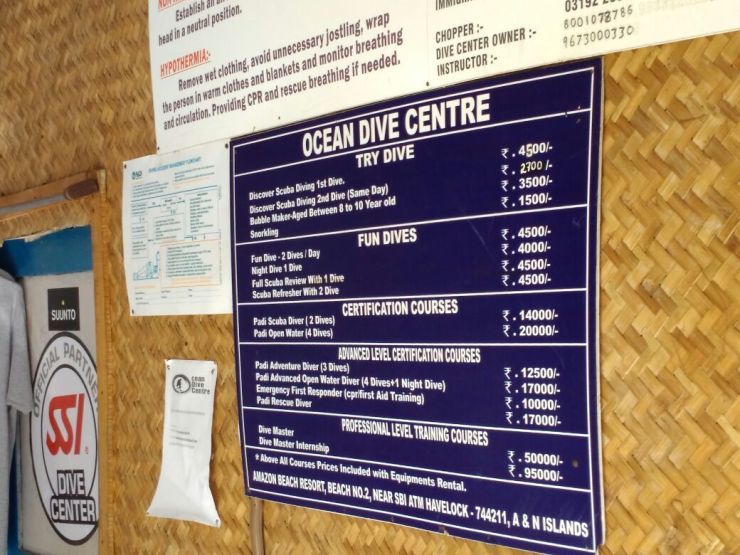 Establish an
head in a neutral position.
HYPOTHERMIA:-
Remove wet clothing, avoid unnecessary jostling, wrap
the person in warm clothes and blankets and monitor breathing
and circulation. Providing CPR and rescue breathing if needed.
CHOPPER :-
DIVE CENTER OWNER :-
INSTRUCTOR :-
03192
9673000330
OCEAN DIVE CENTRE
TRY DIVE
Discover Scuba Diving 1st Dive. ₹. 4500/-
Discover Scuba Diving 2nd Dive (Same Day) ₹. 2700/-
Bubble Maker-Aged Between 8 to 10 Year old ₹. 3500/-
Snorkling ₹. 1500/-
FUN DIVES
Fun Dive - 2 Dives / Day ₹. 4500/-
Night Dive 1 Dive ₹. 4000/-
Full Scuba Review With 1 Dive ₹. 4500/-
Scuba Refresher With 2 Dive ₹. 4500/-
CERTIFICATION COURSES
Padi Scuba Diver ( 2 Dives) ₹. 14000/-
Padi Open Water (4 Dives) ₹. 20000/-
ADVANCED LEVEL CERTIFICATION COURSES
Padi Adventure Diver (3 Dives) ₹. 12500/-
Padi Advanced Open Water Diver (4 Dives+1 Night Dive) ₹. 17000/-
Emergency First Responder (cpr/first Aid Training) ₹. 10000/-
Padi Rescue Diver ₹. 17000/-
PROFESSIONAL LEVEL TRAINING COURSES
Dive Master ₹. 50000/-
Dive Master Internship ₹. 95000/-
* Above All Courses Prices Included with Equipments Rental.
AMAZON BEACH RESORT, BEACH NO.2, NEAR SBI ATM HAVELOCK - 744211, A & N ISLANDS
cean
Dive
Centre
SUUNTO
OFFICIAL PARTNE
SSI
DIVE
CENTER